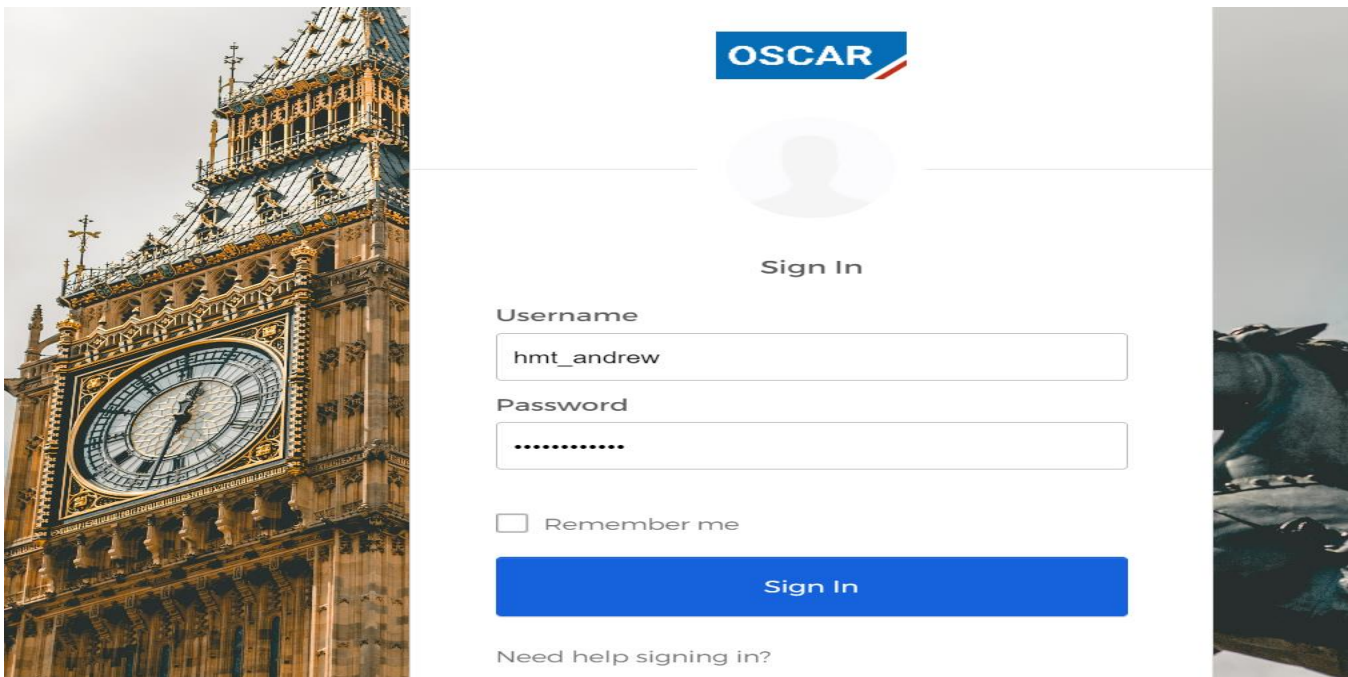 OSCAR
Sign In
Username
hmt_andrew
Password
••••••••••••
Remember me
Sign In
Need help signing in?